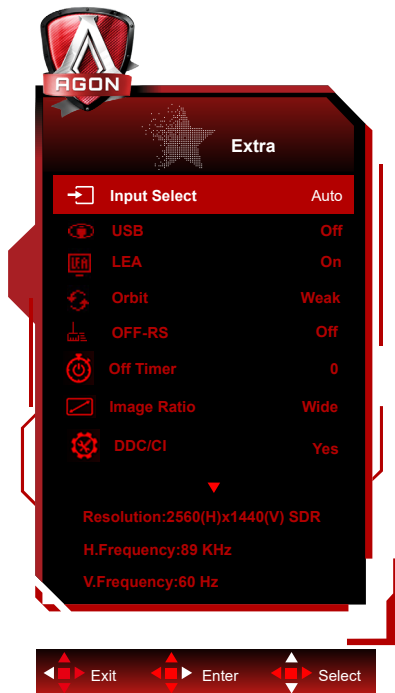 AGON
Extra
Input Select Auto
USB Off
LEA On
Orbit Weak
OFF-RS Off
Off Timer 0
Image Ratio Wide
DDC/CI Yes
Resolution:2560(H)x1440(V) SDR
H.Frequency:89 KHz
V.Frequency:60 Hz
Exit Enter Select